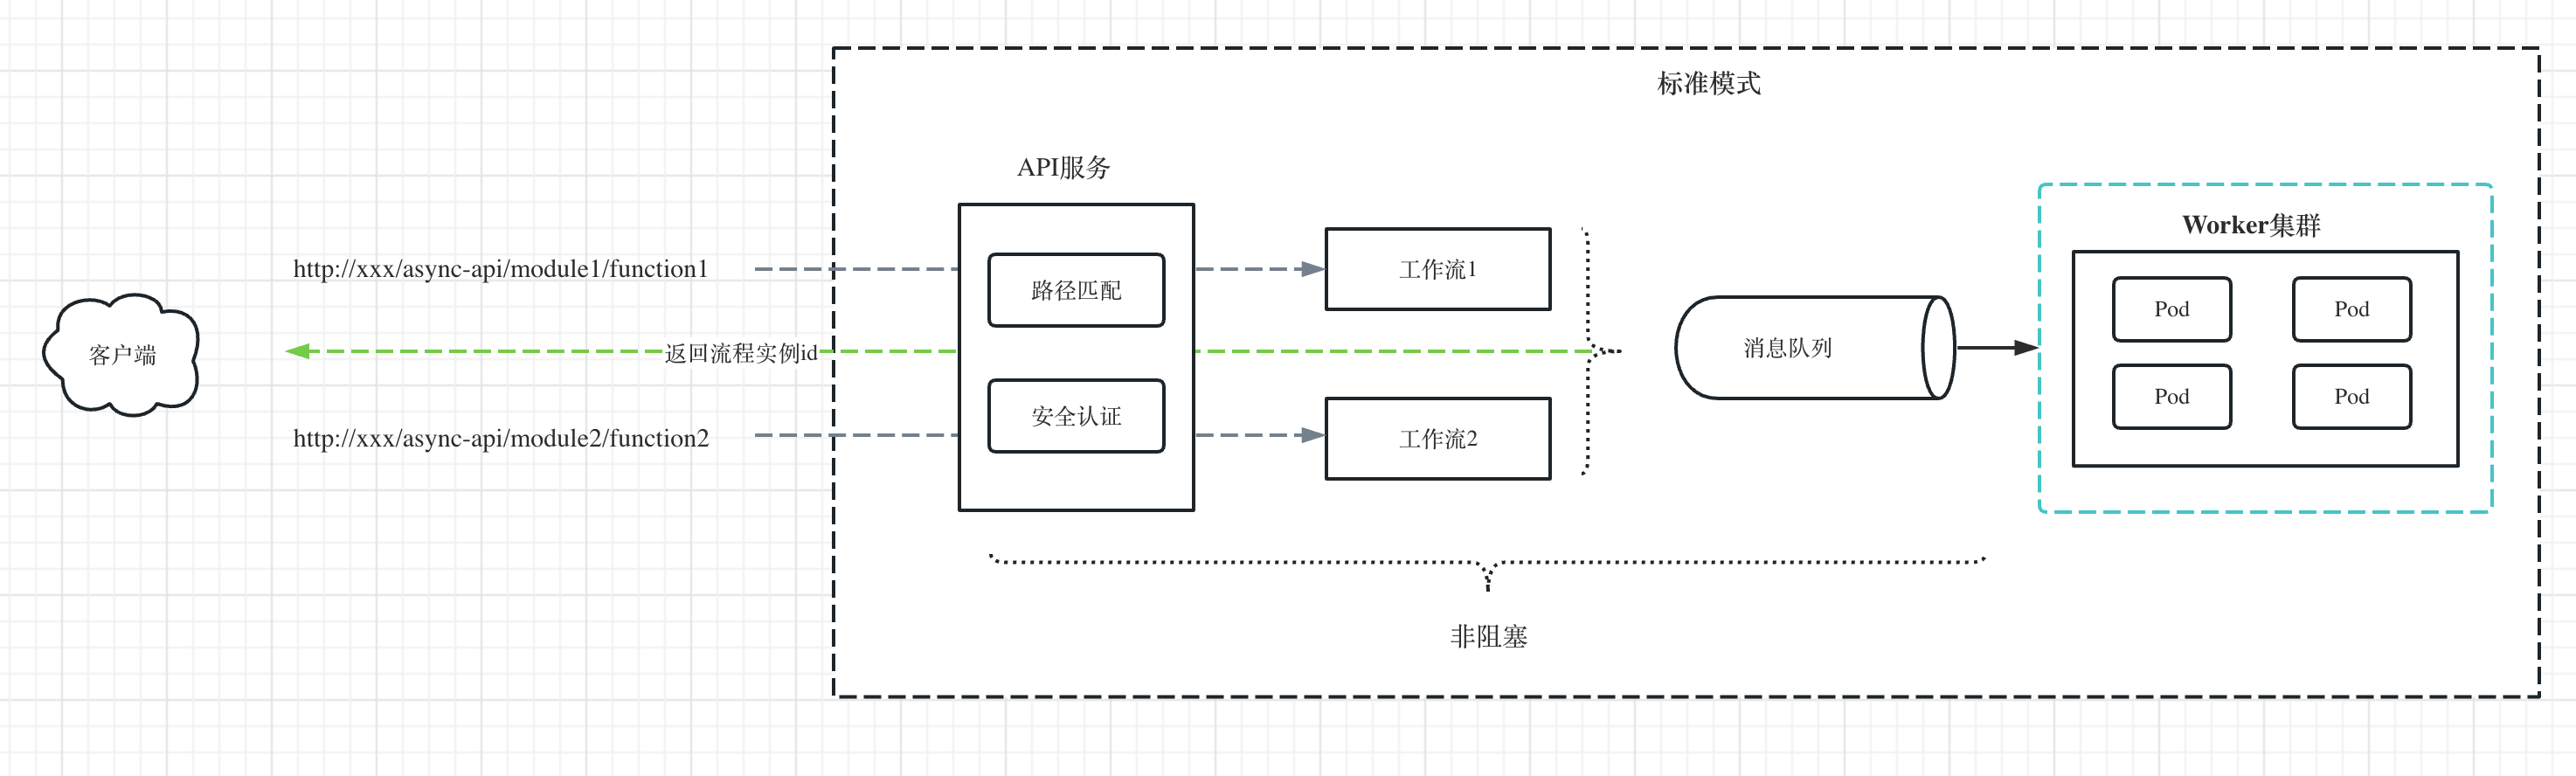 标准模式
API服务
Worker集群
http://xxx/async-api/module1/function1
路径匹配
工作流1
Pod
Pod
客户端
返回流程实例id
消息队列
安全认证
http://xxx/async-api/module2/function2
工作流2
Pod
Pod
非阻塞